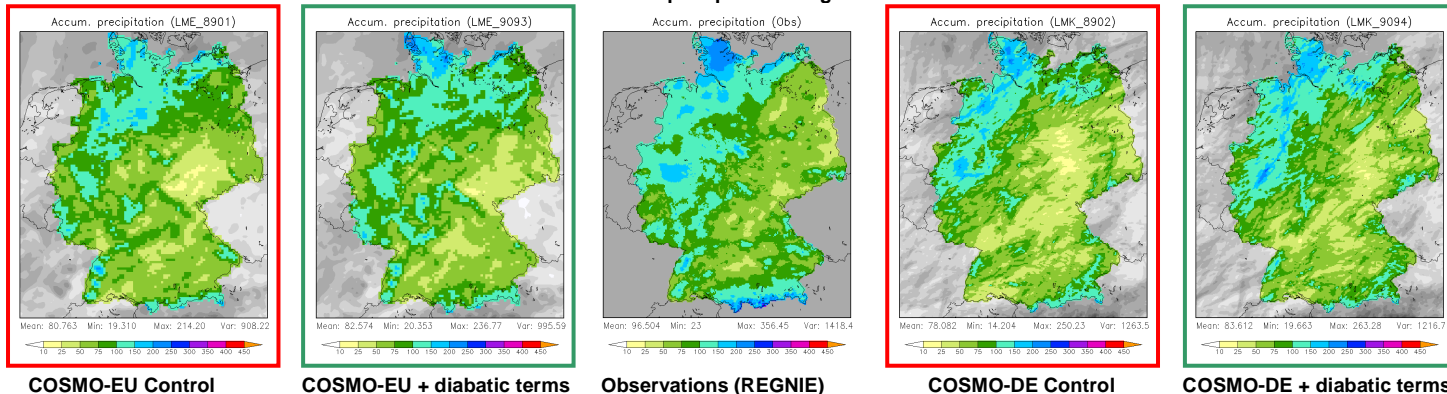 Accum. precipitation (LME_8901)
Accum. precipitation (LME_9093)
Accum. precipitation (Obs)
Accum. precipitation (LMK_8902)
Accum. precipitation (LMK_9094)
Mean: 80.763 Min: 19.310 Max: 214.20 Var: 908.22
Mean: 82.574 Min: 20.353 Max: 236.77 Var: 995.59
Mean: 96.504 Min: 23 Max: 356.45 Var: 1418.4
Mean: 78.082 Min: 14.204 Max: 250.23 Var: 1263.5
Mean: 83.612 Min: 19.663 Max: 263.28 Var: 1216.7
10 25 50 75 100 150 200 250 300 350 400 450
10 25 50 75 100 150 200 250 300 350 400 450
10 25 50 75 100 150 200 250 300 350 400 450
10 25 50 75 100 150 200 250 300 350 400 450
10 25 50 75 100 150 200 250 300 350 400 450
COSMO-EU Control
COSMO-EU + diabatic terms
Observations (REGNIE)
COSMO-DE Control
COSMO-DE + diabatic terms